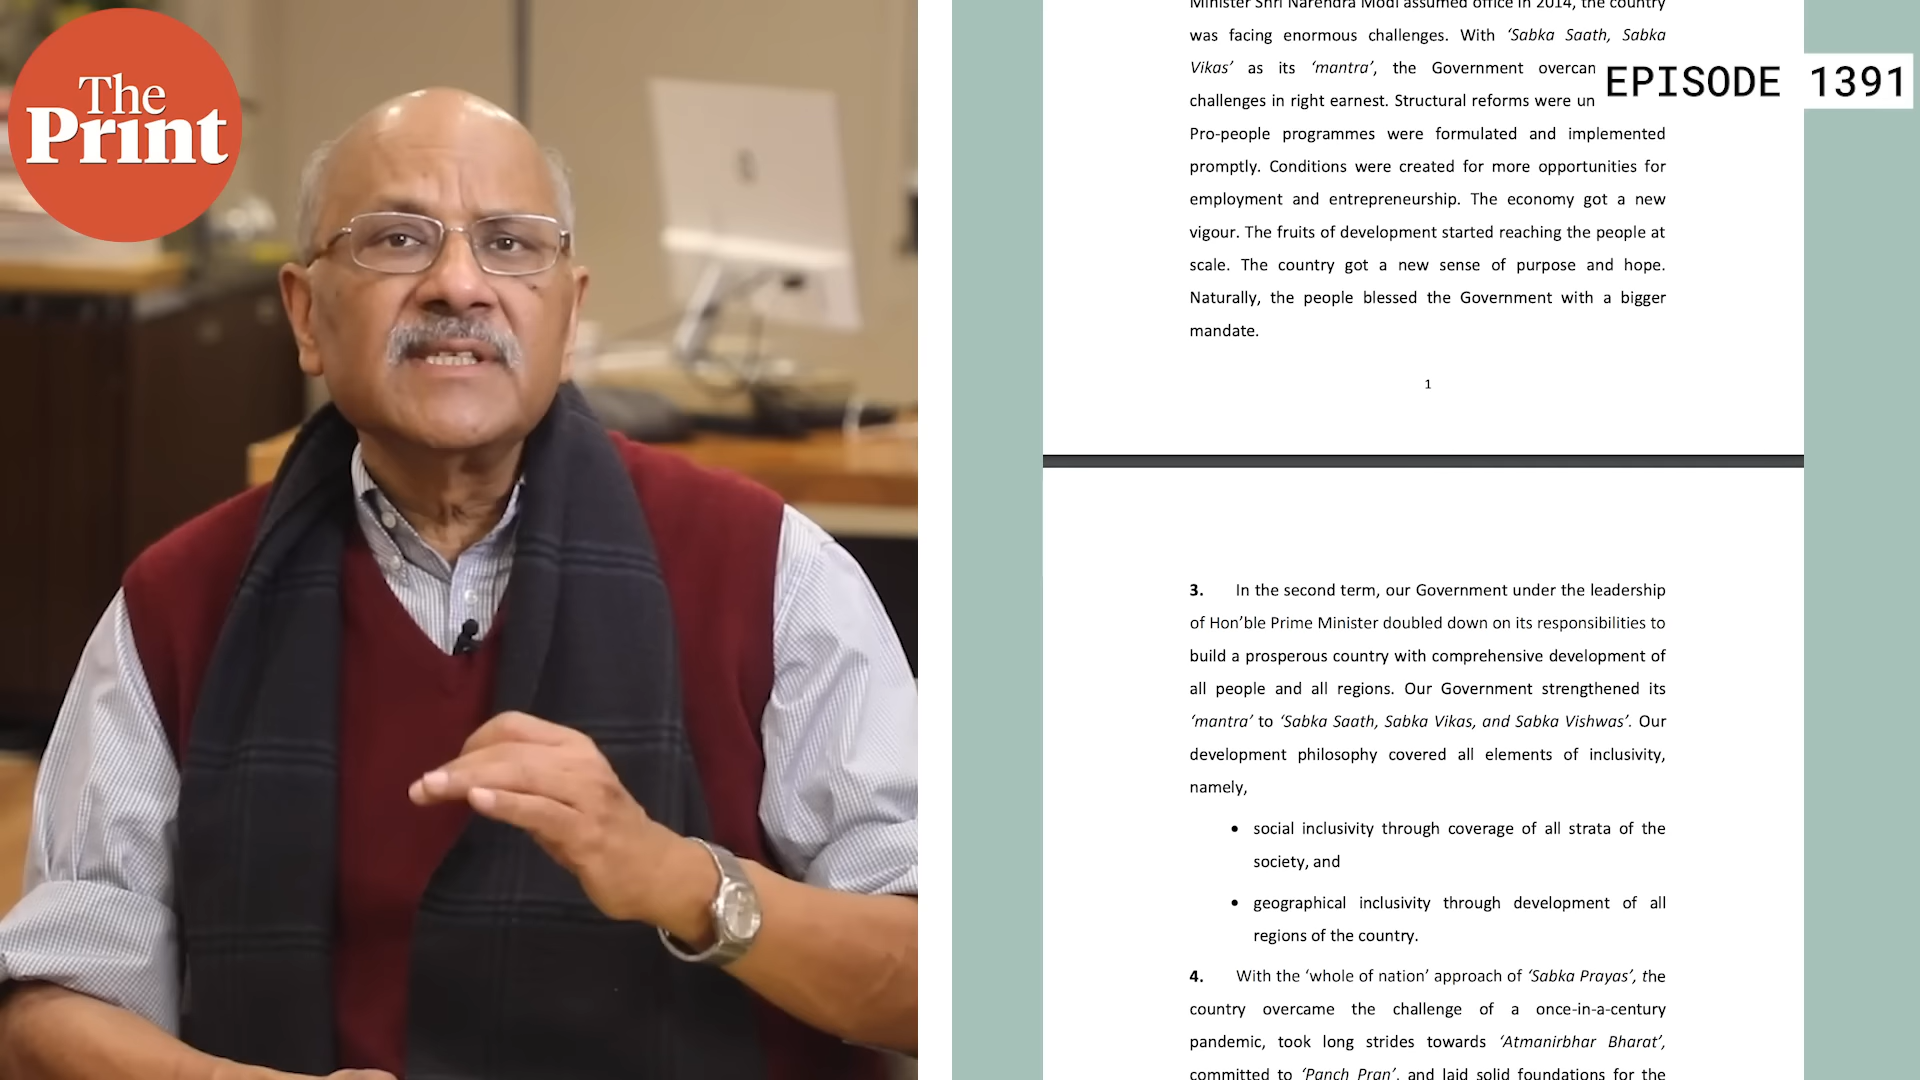 The
Print
EPISODE 1391
Minister Shri Narendra Modi assumed office in 2014, the country
was facing enormous challenges. With ‘Sabka Saath, Sabka
Vikas’ as its ‘mantra’, the Government
challenges in right earnest. Structural reforms were
Pro-people programmes were formulated and implemented
promptly. Conditions were created for more opportunities for
employment and entrepreneurship. The economy got a new
vigour. The fruits of development started reaching the people at
scale. The country got a new sense of purpose and hope.
Naturally, the people blessed the Government with a bigger
mandate.
1
3. In the second term, our Government under the leadership
of Hon’ble Prime Minister doubled down on its responsibilities to
build a prosperous country with comprehensive development of
all people and all regions. Our Government strengthened its
‘mantra’ to ‘Sabka Saath, Sabka Vikas, and Sabka Vishwas’. Our
development philosophy covered all elements of inclusivity,
namely,
• social inclusivity through coverage of all strata of the
society, and
• geographical inclusivity through development of all
regions of the country.
4. With the ‘whole of nation’ approach of ‘Sabka Prayas’, the
country overcame the challenge of a once-in-a-century
pandemic, took long strides towards ‘Atmanirbhar Bharat’,
committed to ‘Panch Pran’, and laid solid foundations for the